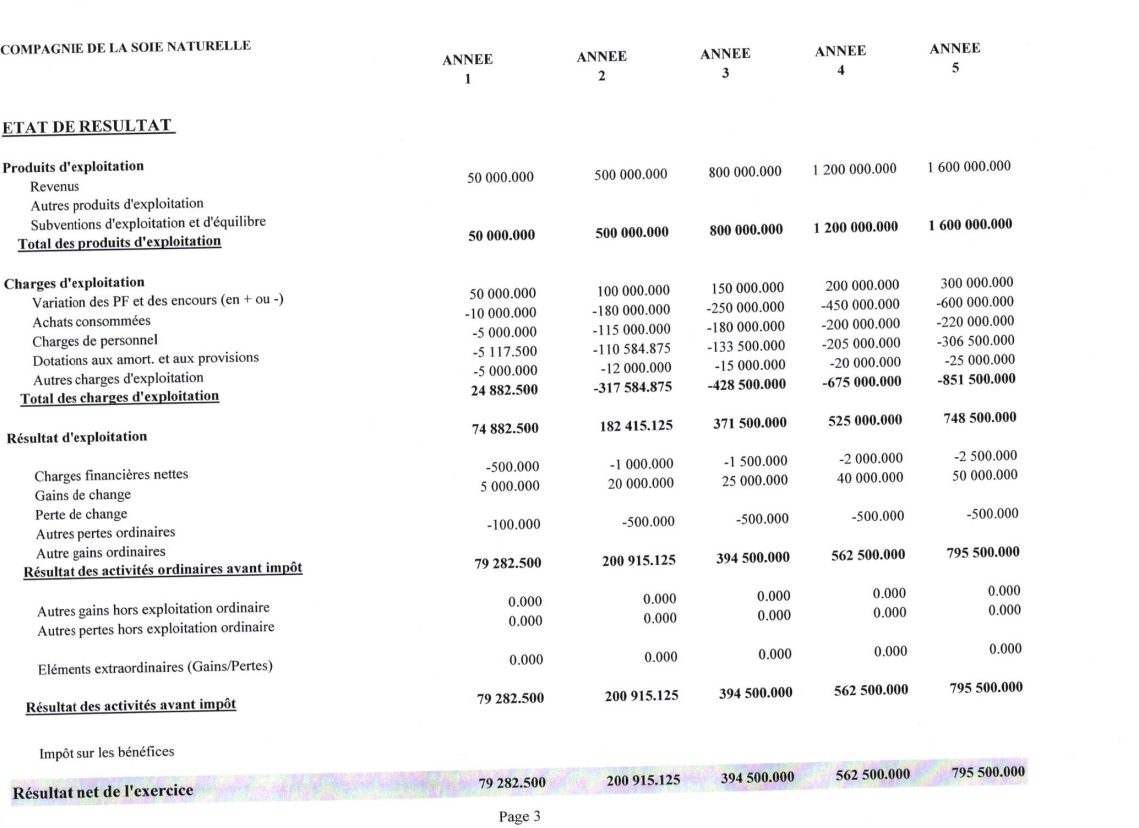 COMPAGNIE DE LA SOIE NATURELLE ANNEE ANNEE ANNEE ANNEE ANNEE
1 2 3 4 5
ETAT DE RESULTAT
Produits d'exploitation
Revenus 50 000.000 500 000.000 800 000.000 1 200 000.000 1 600 000.000
Autres produits d'exploitation
Subventions d'exploitation et d'équilibre
Total des produits d'exploitation 50 000.000 500 000.000 800 000.000 1 200 000.000 1 600 000.000
Charges d'exploitation
Variation des PF et des encours (en + ou -) 50 000.000 100 000.000 150 000.000 200 000.000 300 000.000
Achats consommées -10 000.000 -180 000.000 -250 000.000 -450 000.000 -600 000.000
Charges de personnel -5 000.000 -115 000.000 -180 000.000 -200 000.000 -220 000.000
Dotations aux amort. et aux provisions -5 117.500 -110 584.875 -133 500.000 -205 000.000 -306 500.000
Autres charges d'exploitation -5 000.000 -12 000.000 -15 000.000 -20 000.000 -25 000.000
Total des charges d'exploitation 24 882.500 -317 584.875 -428 500.000 -675 000.000 -851 500.000
Résultat d'exploitation 74 882.500 182 415.125 371 500.000 525 000.000 748 500.000
Charges financières nettes -500.000 -1 000.000 -1 500.000 -2 000.000 -2 500.000
Gains de change 5 000.000 20 000.000 25 000.000 40 000.000 50 000.000
Perte de change
Autres pertes ordinaires -100.000 -500.000 -500.000 -500.000 -500.000
Autre gains ordinaires
Résultat des activités ordinaires avant impôt 79 282.500 200 915.125 394 500.000 562 500.000 795 500.000
Autres gains hors exploitation ordinaire 0.000 0.000 0.000 0.000 0.000
Autres pertes hors exploitation ordinaire 0.000 0.000 0.000 0.000 0.000
Eléments extraordinaires (Gains/Pertes) 0.000 0.000 0.000 0.000 0.000
Résultat des activités avant impôt 79 282.500 200 915.125 394 500.000 562 500.000 795 500.000
Impôt sur les bénéfices
Résultat net de l'exercice 79 282.500 200 915.125 394 500.000 562 500.000 795 500.000
Page 3